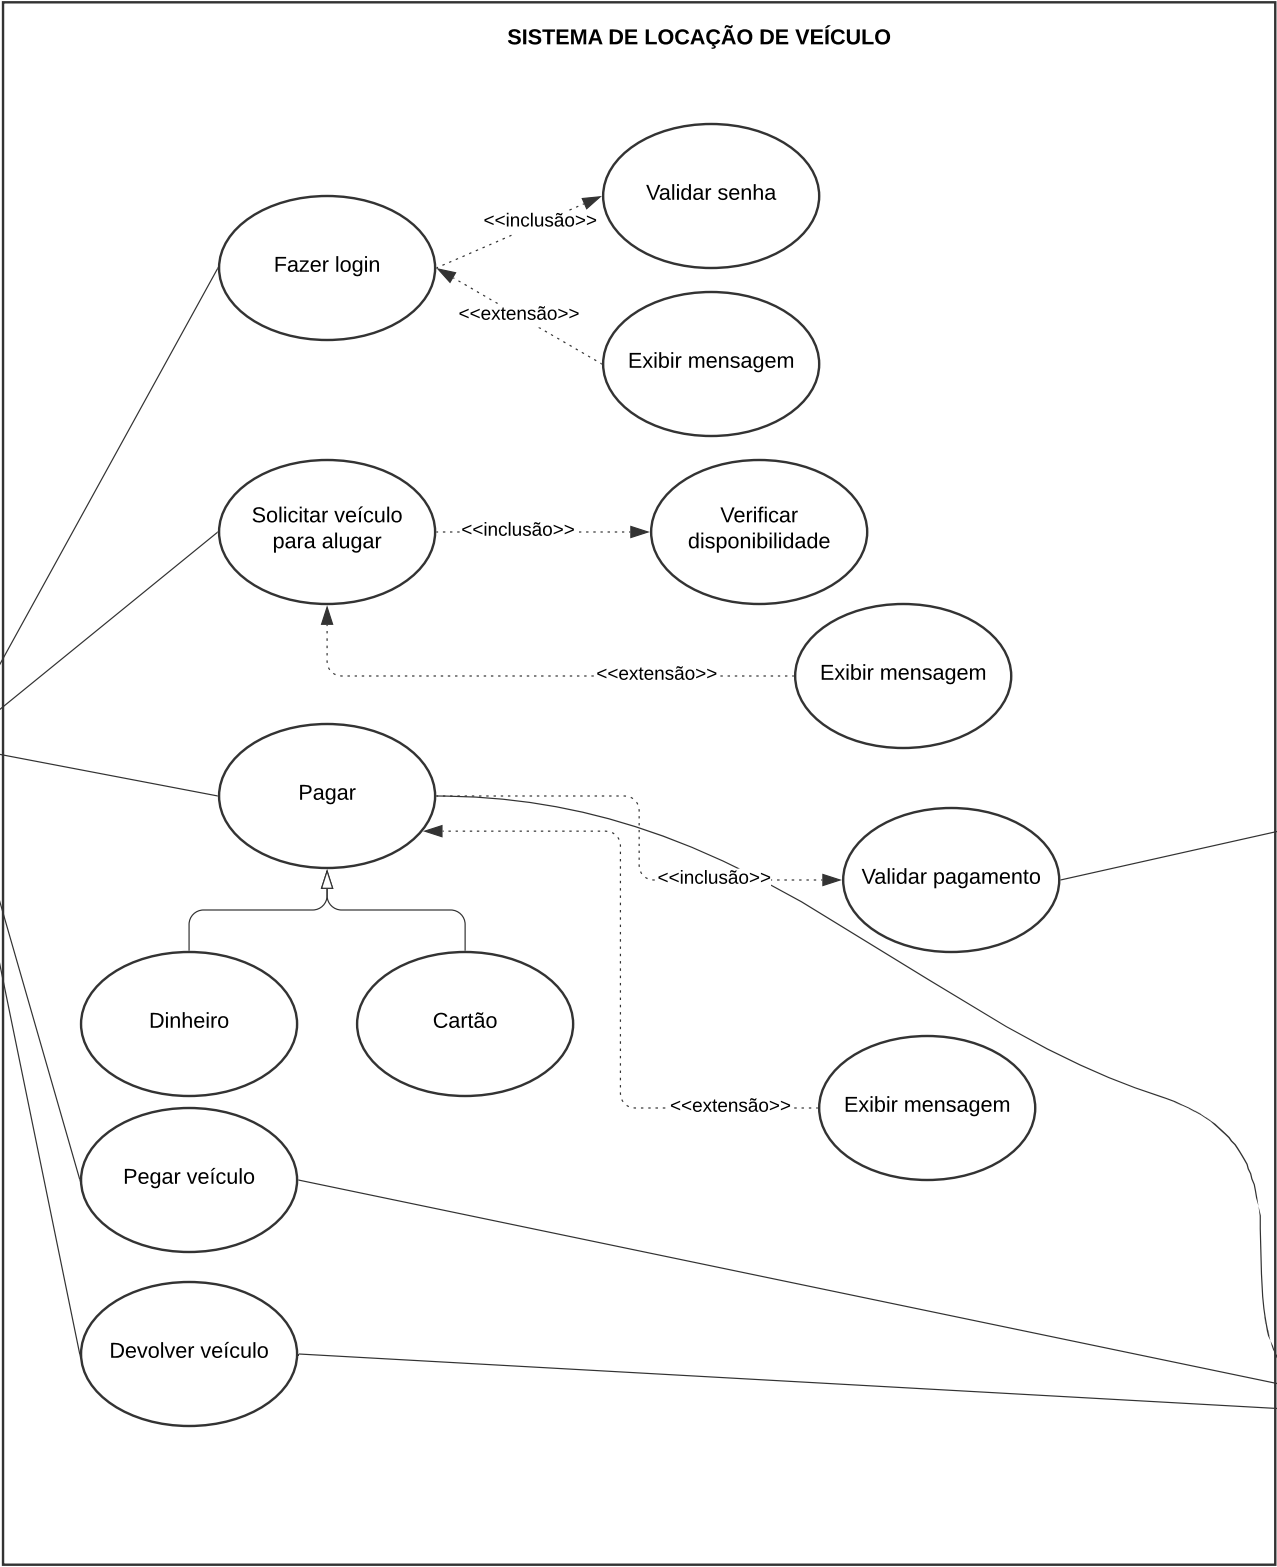 SISTEMA DE LOCAÇÃO DE VEÍCULO
Validar senha
<<inclusão>>
Fazer login
<<extensão>>
Exibir mensagem
Solicitar veículo
para alugar
<<inclusão>>
Verificar
disponibilidade
<<extensão>>
Exibir mensagem
Pagar
<<inclusão>>
Validar pagamento
Dinheiro
Cartão
<<extensão>>
Exibir mensagem
Pegar veículo
Devolver veículo